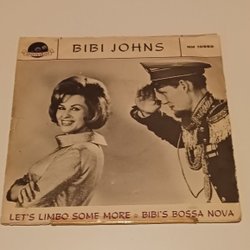 BIBI JOHNS
LET'S LIMBO SOME MORE BIBI'S BOSSA NOVA